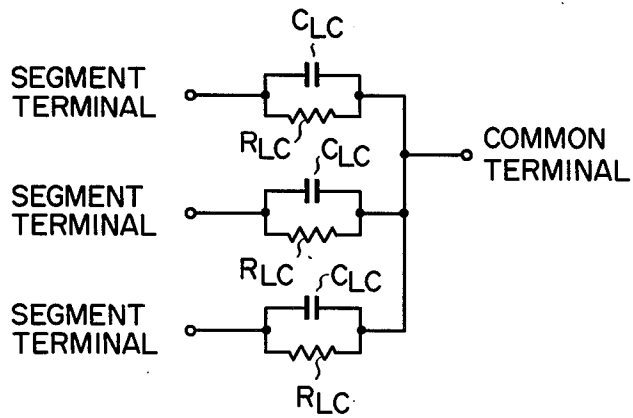 CLC
SEGMENT
TERMINAL
RLC
CLC
COMMON
TERMINAL
SEGMENT
TERMINAL
RLC
CLC
SEGMENT
TERMINAL
RLC